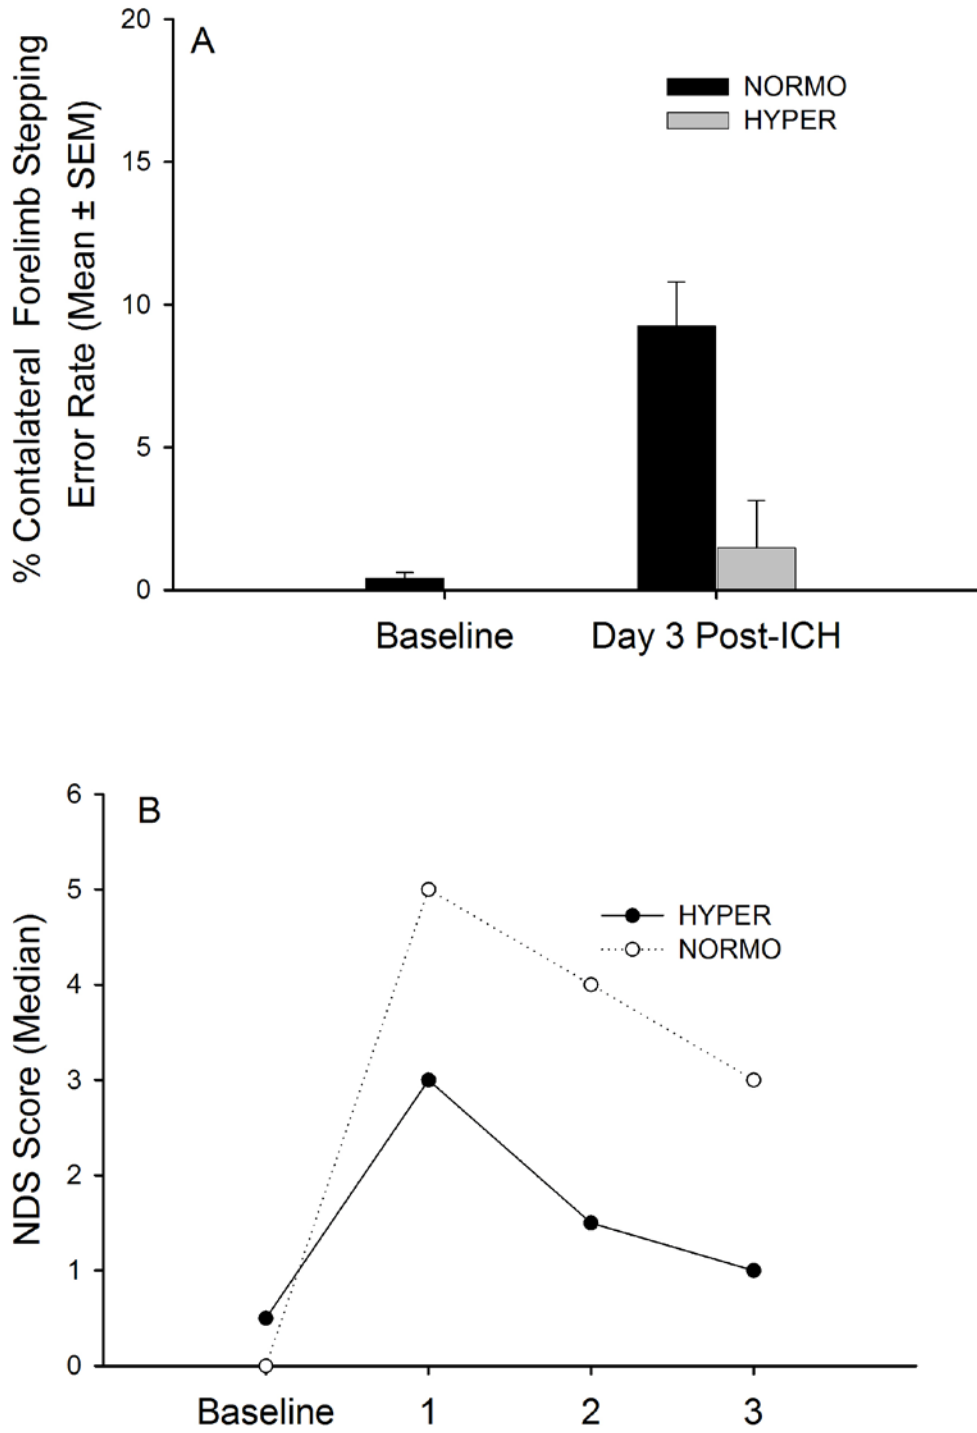 % Contalateral Forelimb Stepping
Error Rate (Mean ± SEM)
20
15
10
5
0
A
NORMO
HYPER
Baseline
Day 3 Post-ICH
NDS Score (Median)
6
5
4
3
2
1
0
B
HYPER
NORMO
Baseline
1
2
3